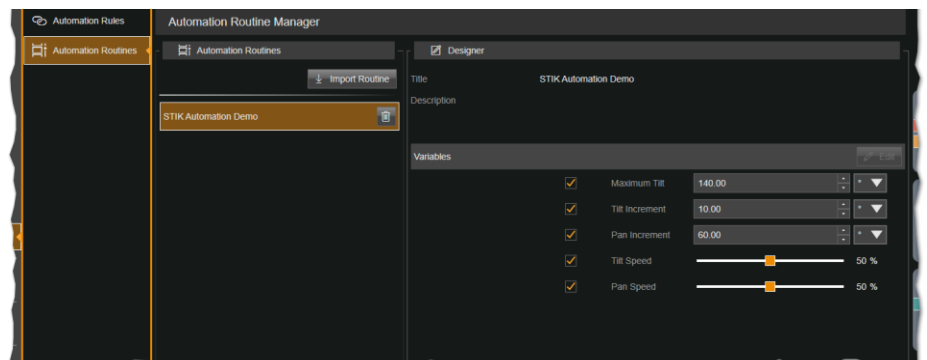 Automation Rules
Automation Routines
Automation Routine Manager
Automation Routines
Import Routine
STIK Automation Demo
Designer
Title STIK Automation Demo
Description
Variables Edit
Maximum Tilt 140.00 °
Tilt Increment 10.00 °
Pan Increment 60.00 °
Tilt Speed 50 %
Pan Speed 50 %